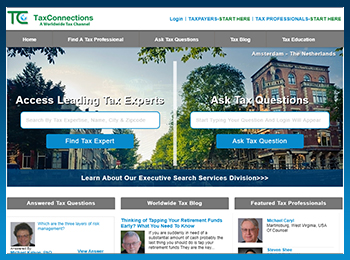 TC TaxConnections
A Worldwide Tax Channel
Login | TAXPAYERS-START HERE | TAX PROFESSIONALS-START HERE
Home Find A Tax Professional Ask Tax Questions Tax Blog Tax Education
Amsterdam - The Netherlands
Access Leading Tax Experts Ask Tax Questions
Search by Tax Expertise, Name, City & Zipcode Start Typing Your Question And Login Will Appear
Find Tax Expert Ask Tax Question
Learn About Our Executive Search Services Division>>>
Answered Tax Questions Worldwide Tax Blog Featured Tax Professionals
Which are the three layers of risk management?
Answered By
View Answer
Thinking of Tapping Your Retirement Funds
Early? What You Need To Know
If you are suddenly in need of a
substantial amount of cash probably the
last thing you should do is tap your
retirement funds. They are the key...
Michael Caryl
Martinsburg, West Virginia, USA
Of Counsel
Steven Shea